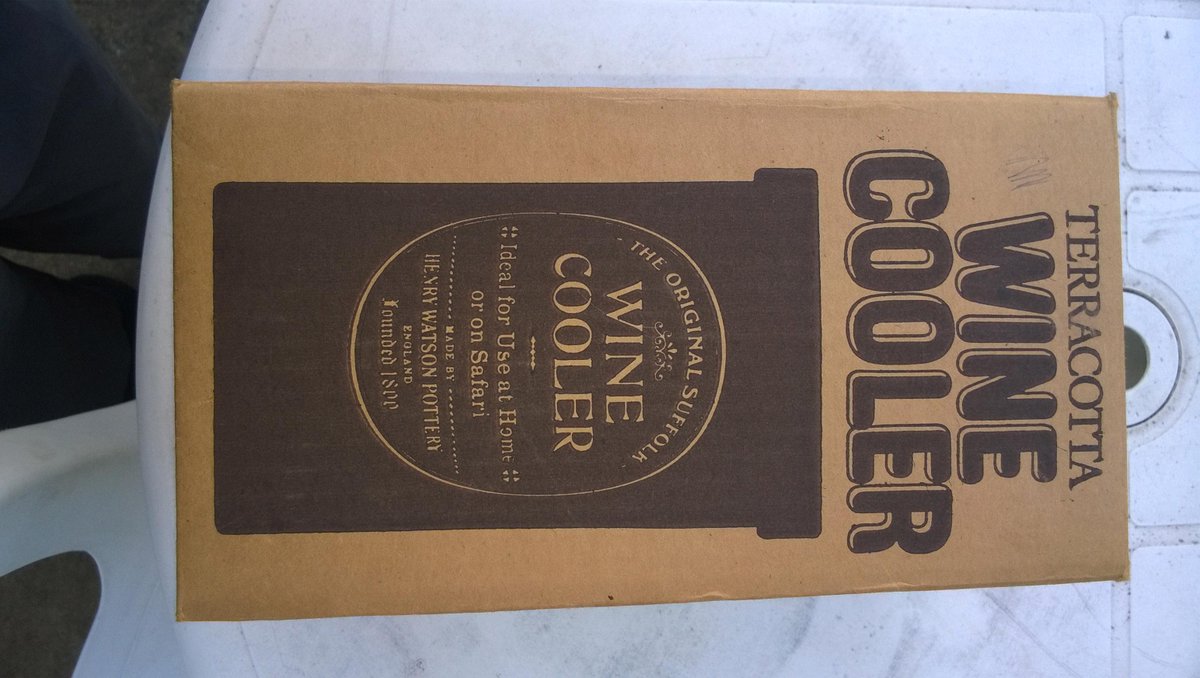 TERRACOTTA
WINE
COOLER
THE ORIGINAL SUFFOLK
WINE
COOLER
Ideal for Use at Home
or on Safari
MADE BY
HENRY WATSON POTTERY
ENGLAND
founded 1800